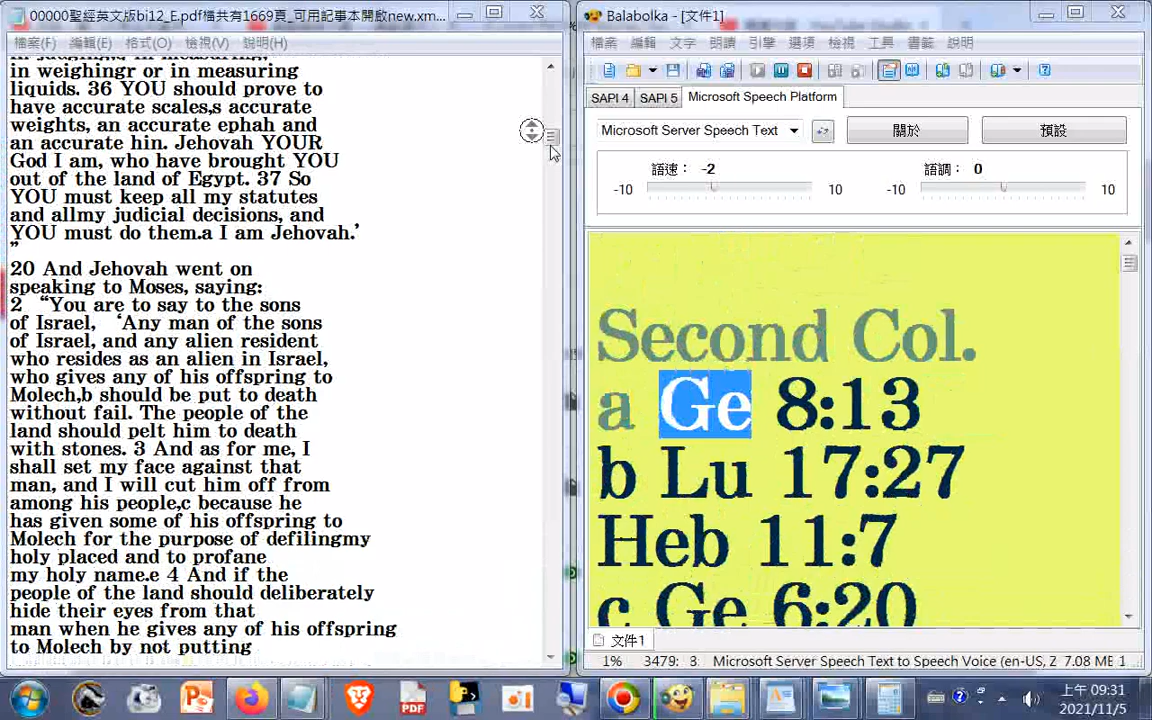 00000聖經英文版bi12_E.pdf檔共有1669頁_可用記事本開啟new.xm...
檔案(F) 編輯(E) 格式(O) 檢視(V) 說明(H)
in weighingr or in measuring
liquids. 36 YOU should prove to
have accurate scales,s accurate
weights, an accurate ephah and
an accurate hin. Jehovah YOUR
God I am, who have brought YOU
out of the land of Egypt. 37 So
YOU must keep all my statutes
and allmy judicial decisions, and
YOU must do them.a I am Jehovah.’
”
20 And Jehovah went on
speaking to Moses, saying:
2 “You are to say to the sons
of Israel, ‘Any man of the sons
of Israel, and any alien resident
who resides as an alien in Israel,
who gives any of his offspring to
Molech,b should be put to death
without fail. The people of the
land should pelt him to death
with stones. 3 And as for me, I
shall set my face against that
man, and I will cut him off from
among his people,c because he
has given some of his offspring to
Molech for the purpose of defilingmy
holy placed and to profane
my holy name.e 4 And if the
people of the land should deliberately
hide their eyes from that
man when he gives any of his offspring
to Molech by not putting
Balabolka - [文件1]
檔案 編輯 文字 朗讀 引擎 選項 檢視 工具 書籤 說明
SAPI 4 SAPI 5 Microsoft Speech Platform
Microsoft Server Speech Text 關於 預設
語速: -2 語調: 0
-10 10 -10 10
Second Col.
a Ge 8:13
b Lu 17:27
Heb 11:7
c Ge 6:20
文件1
1% 3479: 3 Microsoft Server Speech Text to Speech Voice (en-US, Z 7.08 MB 1
PDF
上午 09:31
2021/11/5